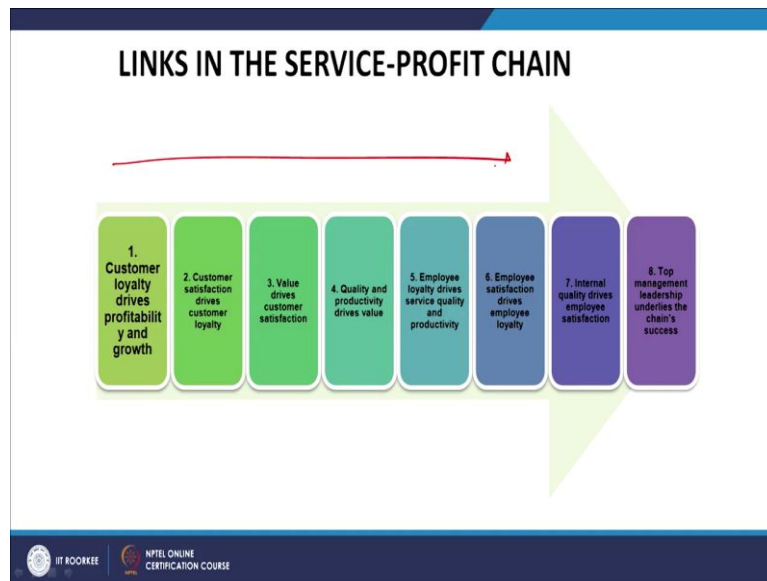 LINKS IN THE SERVICE-PROFIT CHAIN
1.
Customer
loyalty
drives
profitabilit
y and
growth
2. Customer
satisfaction
drives
customer
loyalty
3. Value
drives
customer
satisfaction
4. Quality and
productivity
drives value
5. Employee
loyalty drives
service quality
and
productivity
6. Employee
satisfaction
drives
employee
loyalty
7. Internal
quality drives
employee
satisfaction
8. Top
management
leadership
underlies the
chain's
success
IIT ROORKEE
NPTEL ONLINE
CERTIFICATION COURSE